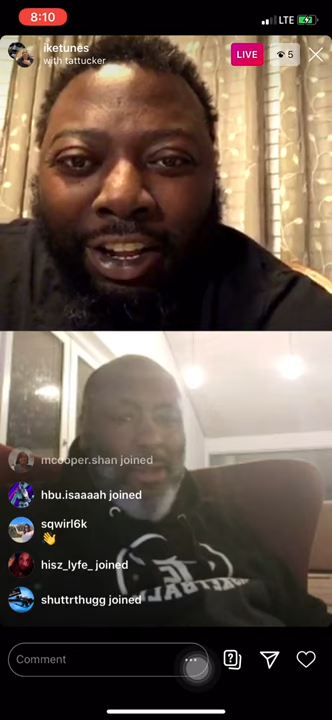 8:10
LTE
iketunes
with tattucker
LIVE
5
mcooper.shan joined
hbu.isaaaah joined
sqwirl6k
👋
hisz_lyfe_ joined
shuttrthugg joined
Comment